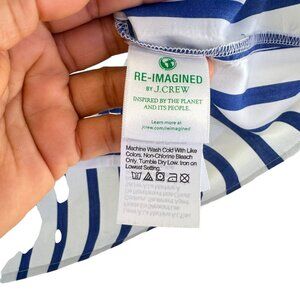 RE-IMAGINED
BY J.CREW
INSPIRED BY THE PLANET
AND ITS PEOPLE.
Learn more at
jcrew.com/reimagined
Machine Wash Cold With Like
Colors, Non-Chlorine Bleach
Only. Tumble Dry Low. Iron on
Lowest Setting.